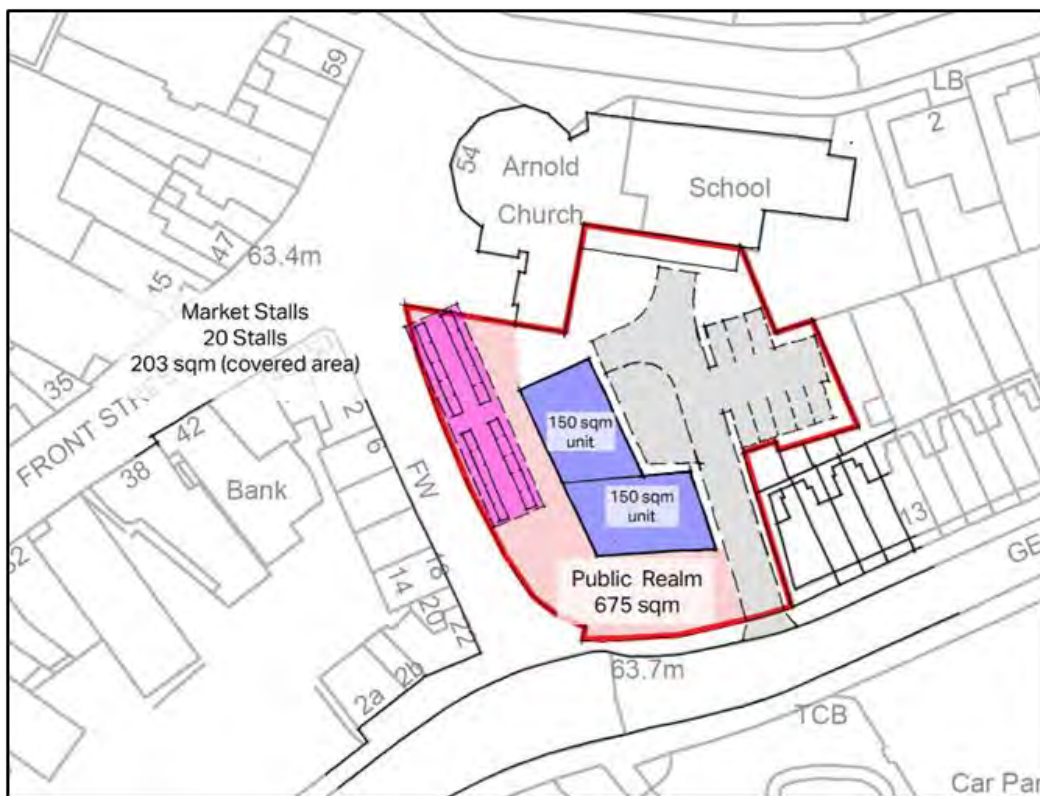 59
LB
2
54
Arnold
Church
School
47
63.4m
45
Market Stalls
20 Stalls
203 sqm (covered area)
35
FRONT STRE
42
38
Bank
2
6
FW
150 sqm
unit
150 sqm
unit
13
GE
Public Realm
675 sqm
18
14
20
22
2b
2a
63.7m
TCB
Car Par